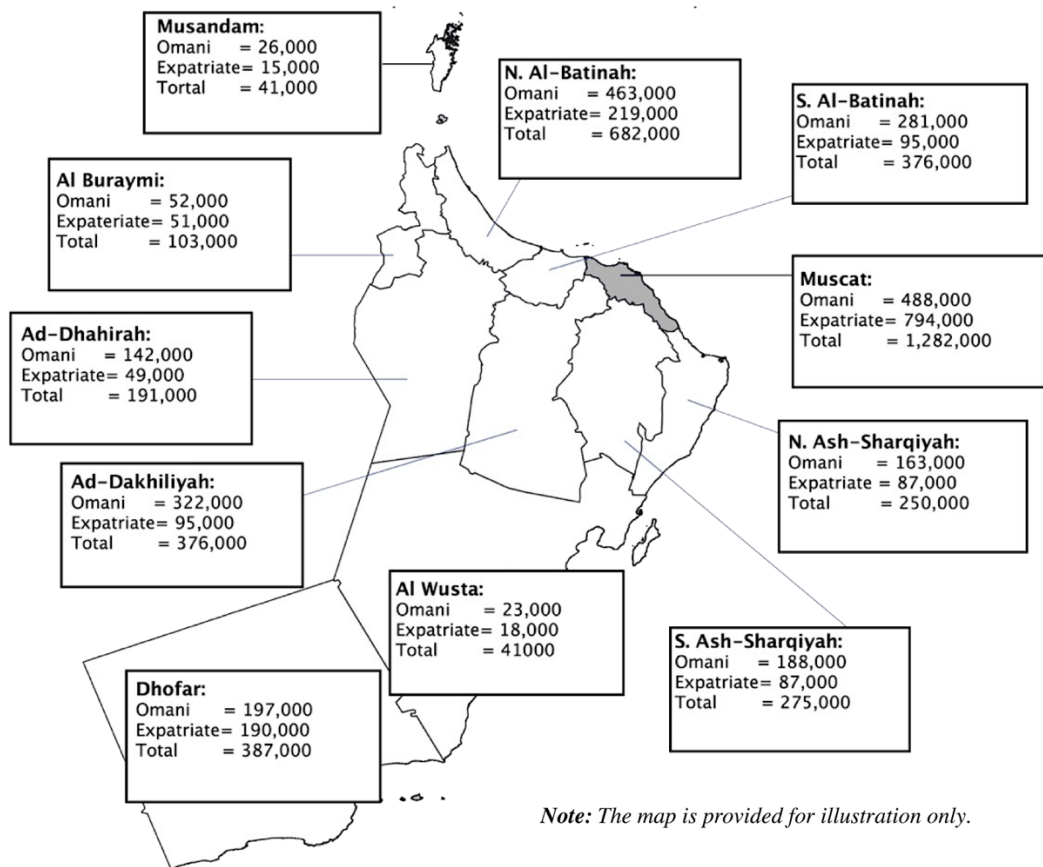 Musandam:
Omani = 26,000
Expatriate= 15,000
Tortal = 41,000
N. Al-Batinah:
Omani = 463,000
Expatriate= 219,000
Total = 682,000
S. Al-Batinah:
Omani = 281,000
Expatriate= 95,000
Total = 376,000
Al Buraymi:
Omani = 52,000
Expateriate= 51,000
Total = 103,000
Muscat:
Omani = 488,000
Expatriate= 794,000
Total = 1,282,000
Ad-Dhahirah:
Omani = 142,000
Expatriate= 49,000
Total = 191,000
N. Ash-Sharqiyah:
Omani = 163,000
Expatriate = 87,000
Total = 250,000
Ad-Dakhiliyah:
Omani = 322,000
Expatriate= 95,000
Total = 376,000
Al Wusta:
Omani = 23,000
Expatriate= 18,000
Total = 41000
S. Ash-Sharqiyah:
Omani = 188,000
Expatriate= 87,000
Total = 275,000
Dhofar:
Omani = 197,000
Expatriate= 190,000
Total = 387,000
Note: The map is provided for illustration only.